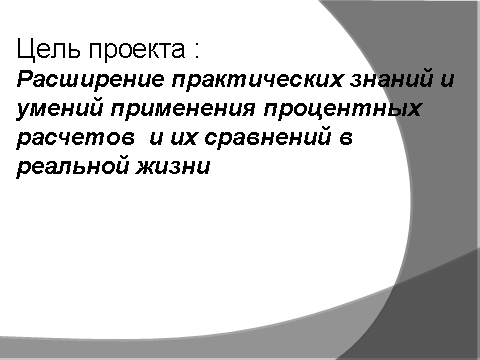 Цель проекта :
Расширение практических знаний и
умений применения процентных
расчетов  и их сравнений в
реальной жизни